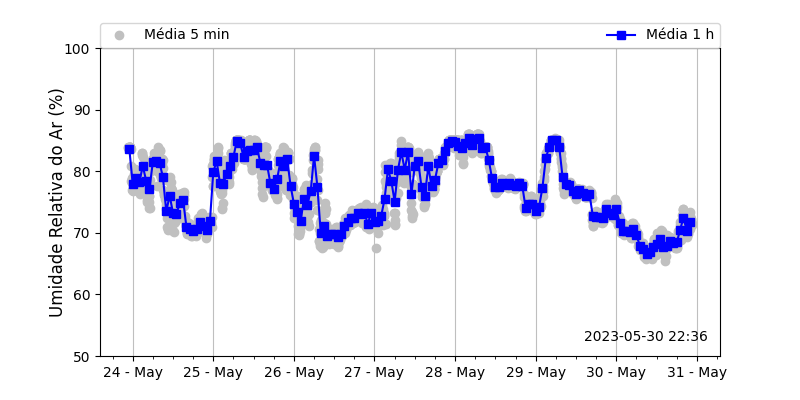 Média 5 min
Média 1 h
Umidade Relativa do Ar (%)
100
90
80
70
60
50
2023-05-30 22:36
24 - May
25 - May
26 - May
27 - May
28 - May
29 - May
30 - May
31 - May